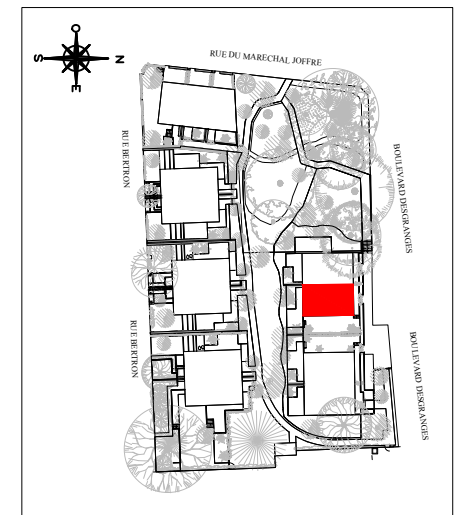 O
S
N
E
RUE DU MARECHAL JOFFRE
RUE BERTRON
BOULEVARD DESGRANGES
RUE BERTRON
BOULEVARD DESGRANGES